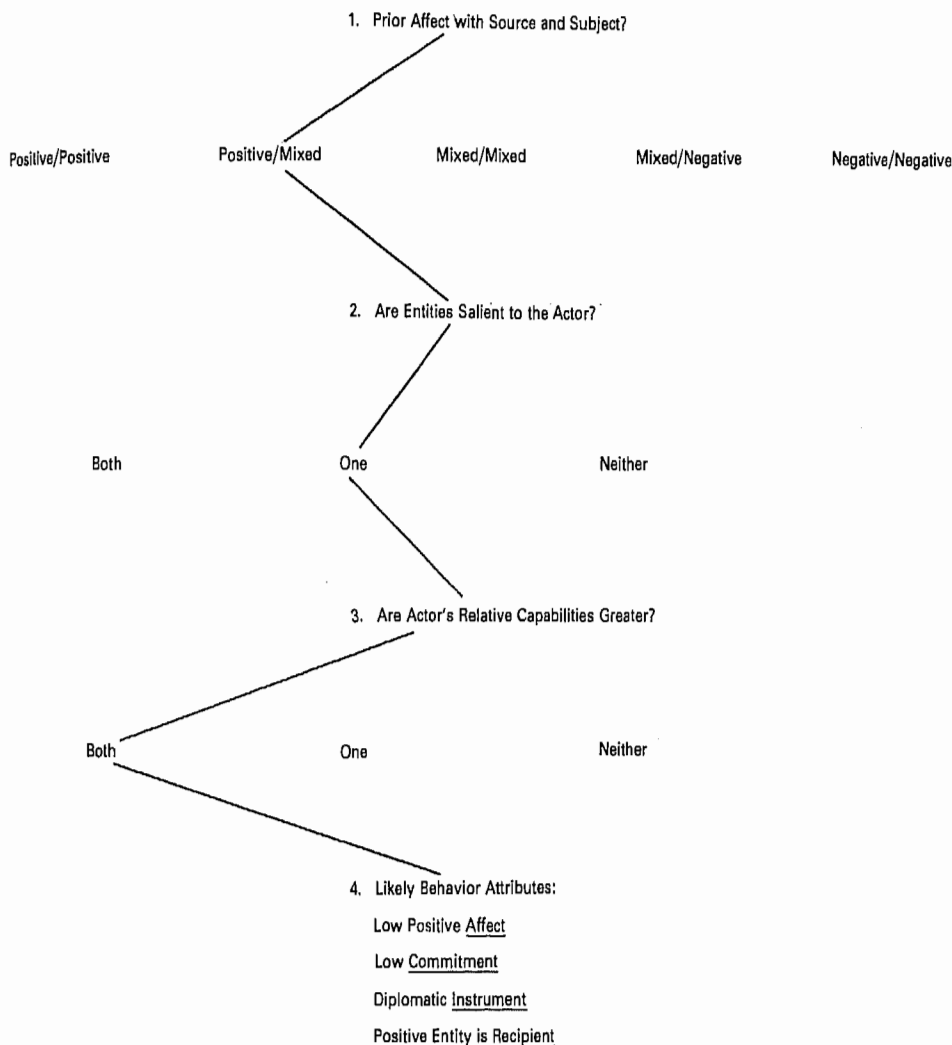 1. Prior Affect with Source and Subject?
Positive/Positive Positive/Mixed Mixed/Mixed Mixed/Negative Negative/Negative
2. Are Entities Salient to the Actor?
Both One Neither
3. Are Actor's Relative Capabilities Greater?
Both One Neither
4. Likely Behavior Attributes:
Low Positive Affect
Low Commitment
Diplomatic Instrument
Positive Entity is Recipient